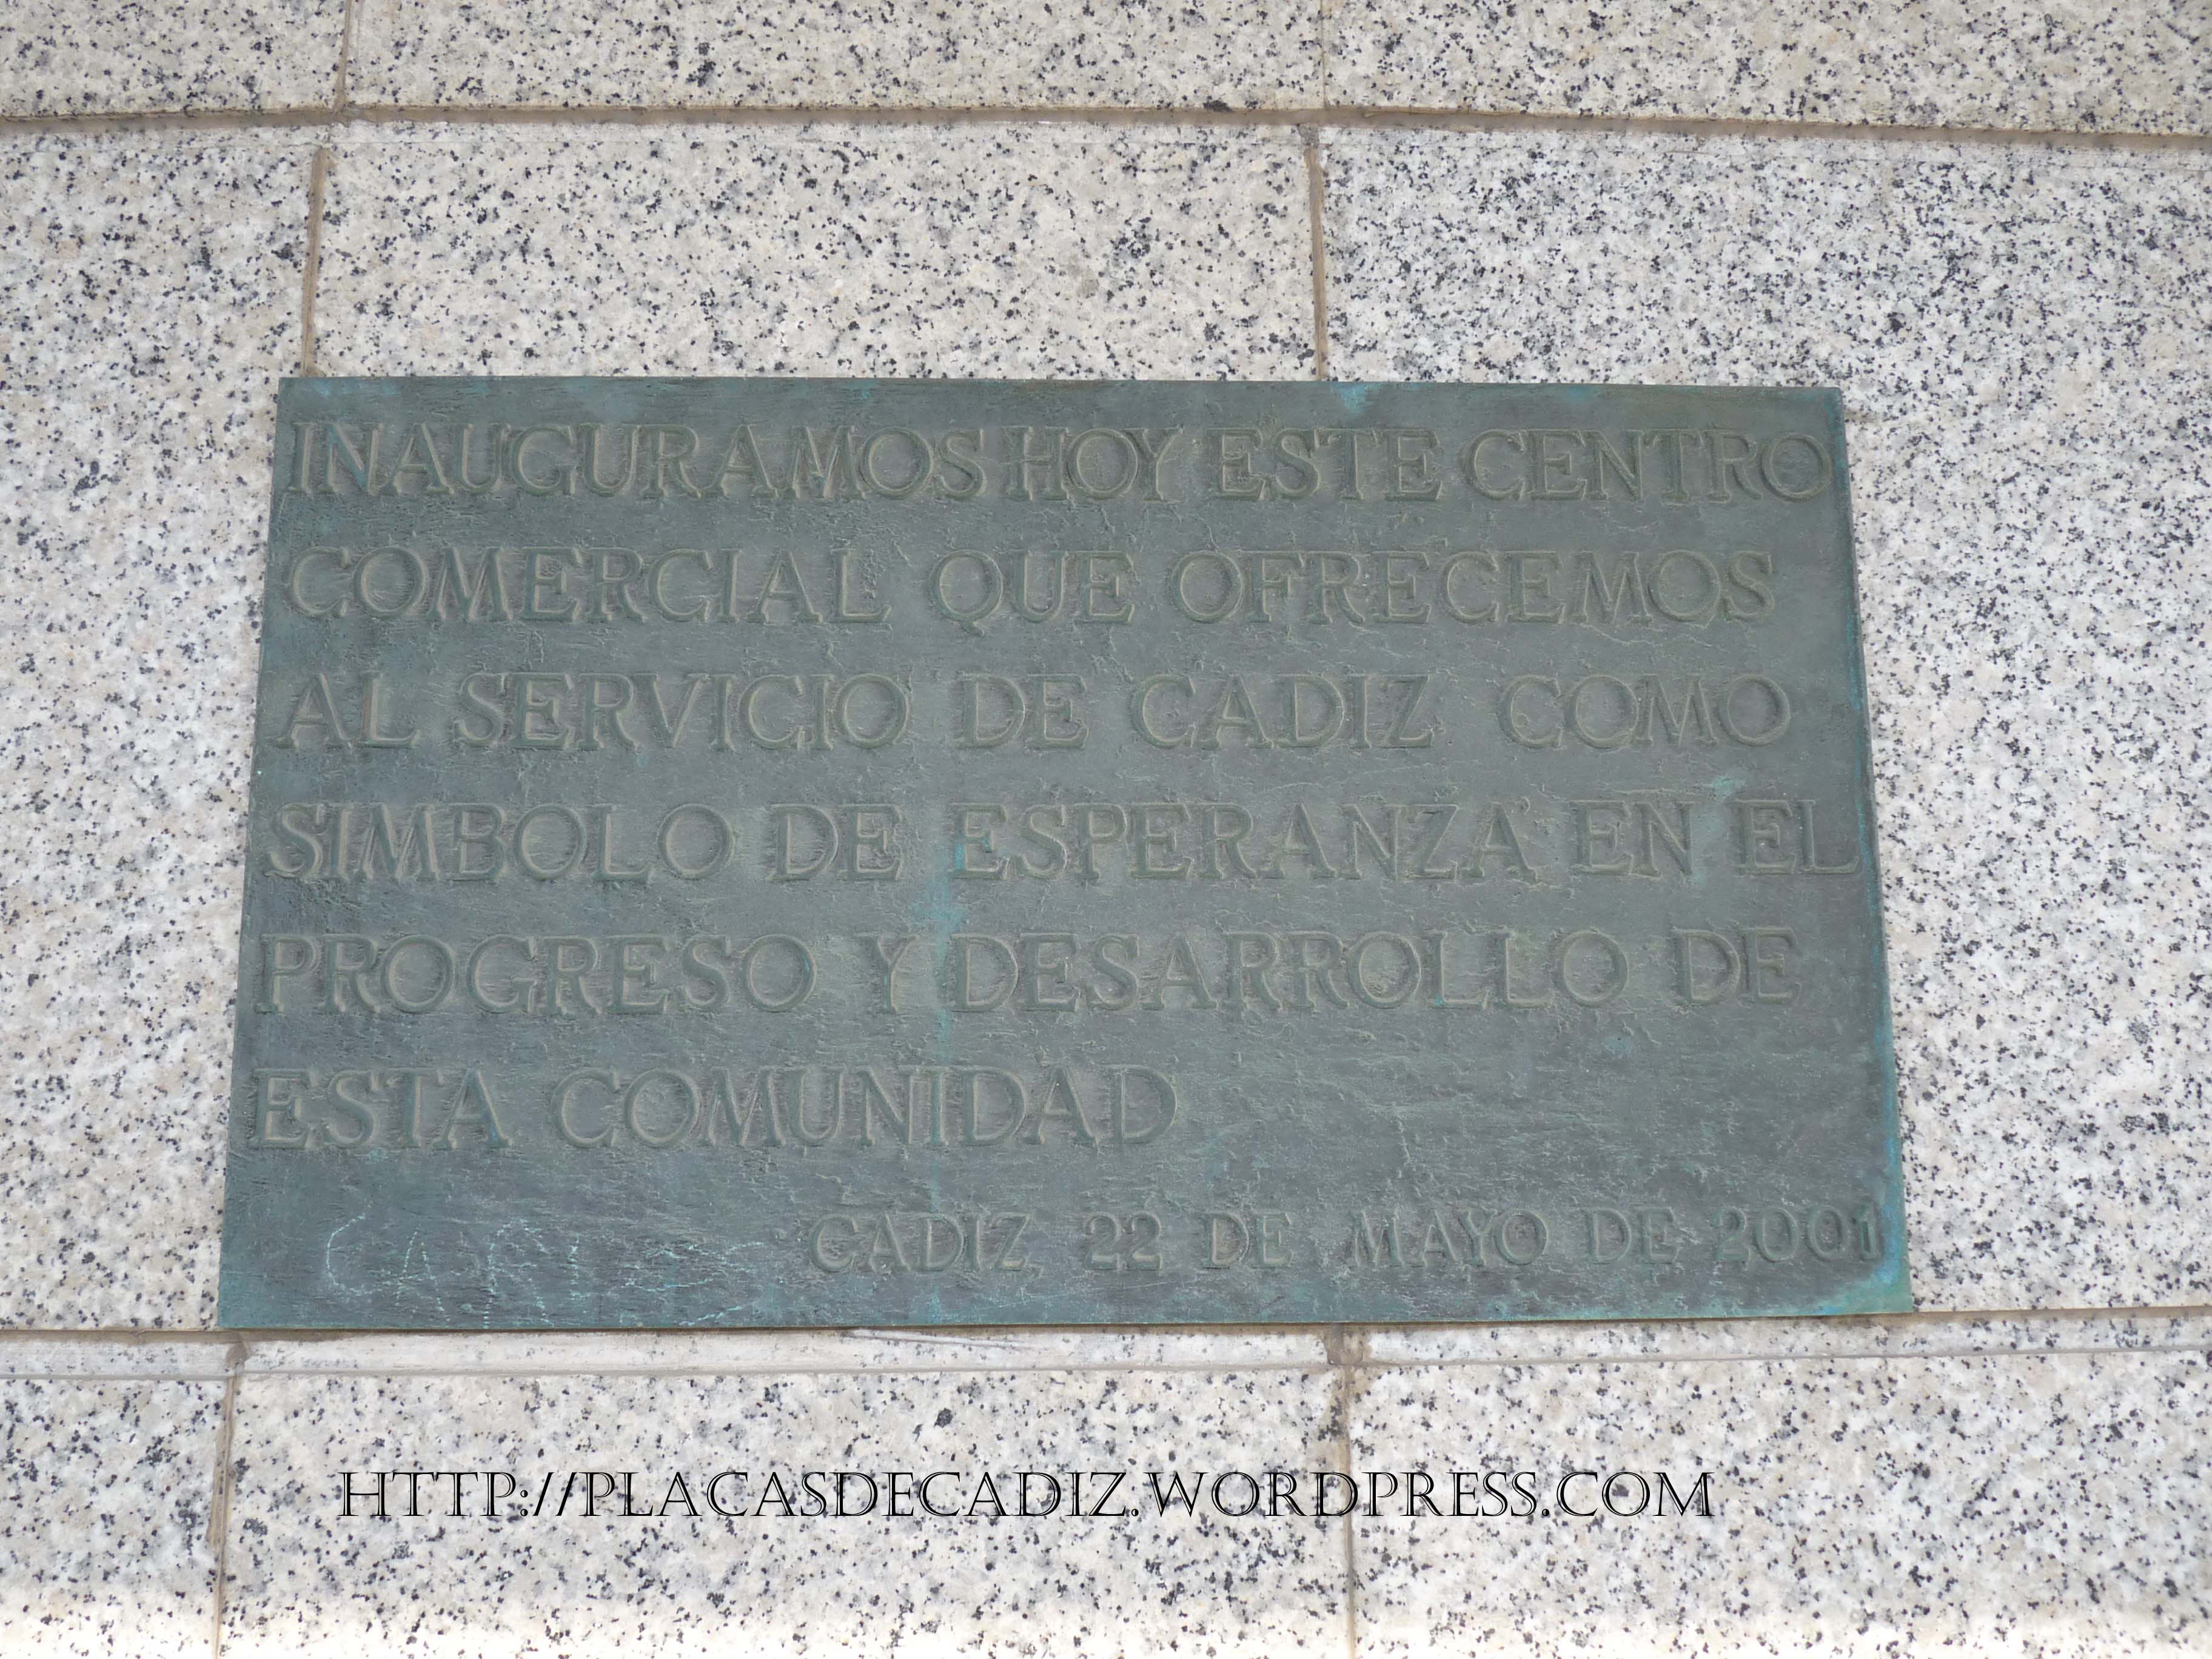 INAUGURAMOS HOY ESTE CENTRO
COMERCIAL QUE OFRECEMOS
AL SERVICIO DE CADIZ COMO
SIMBOLO DE ESPERANZA EN EL
PROGRESO Y DESARROLLO DE
ESTA COMUNIDAD
CADIZ 22 DE MAYO DE 2001
HTTP://PLACASDECADIZ.WORDPRESS.COM